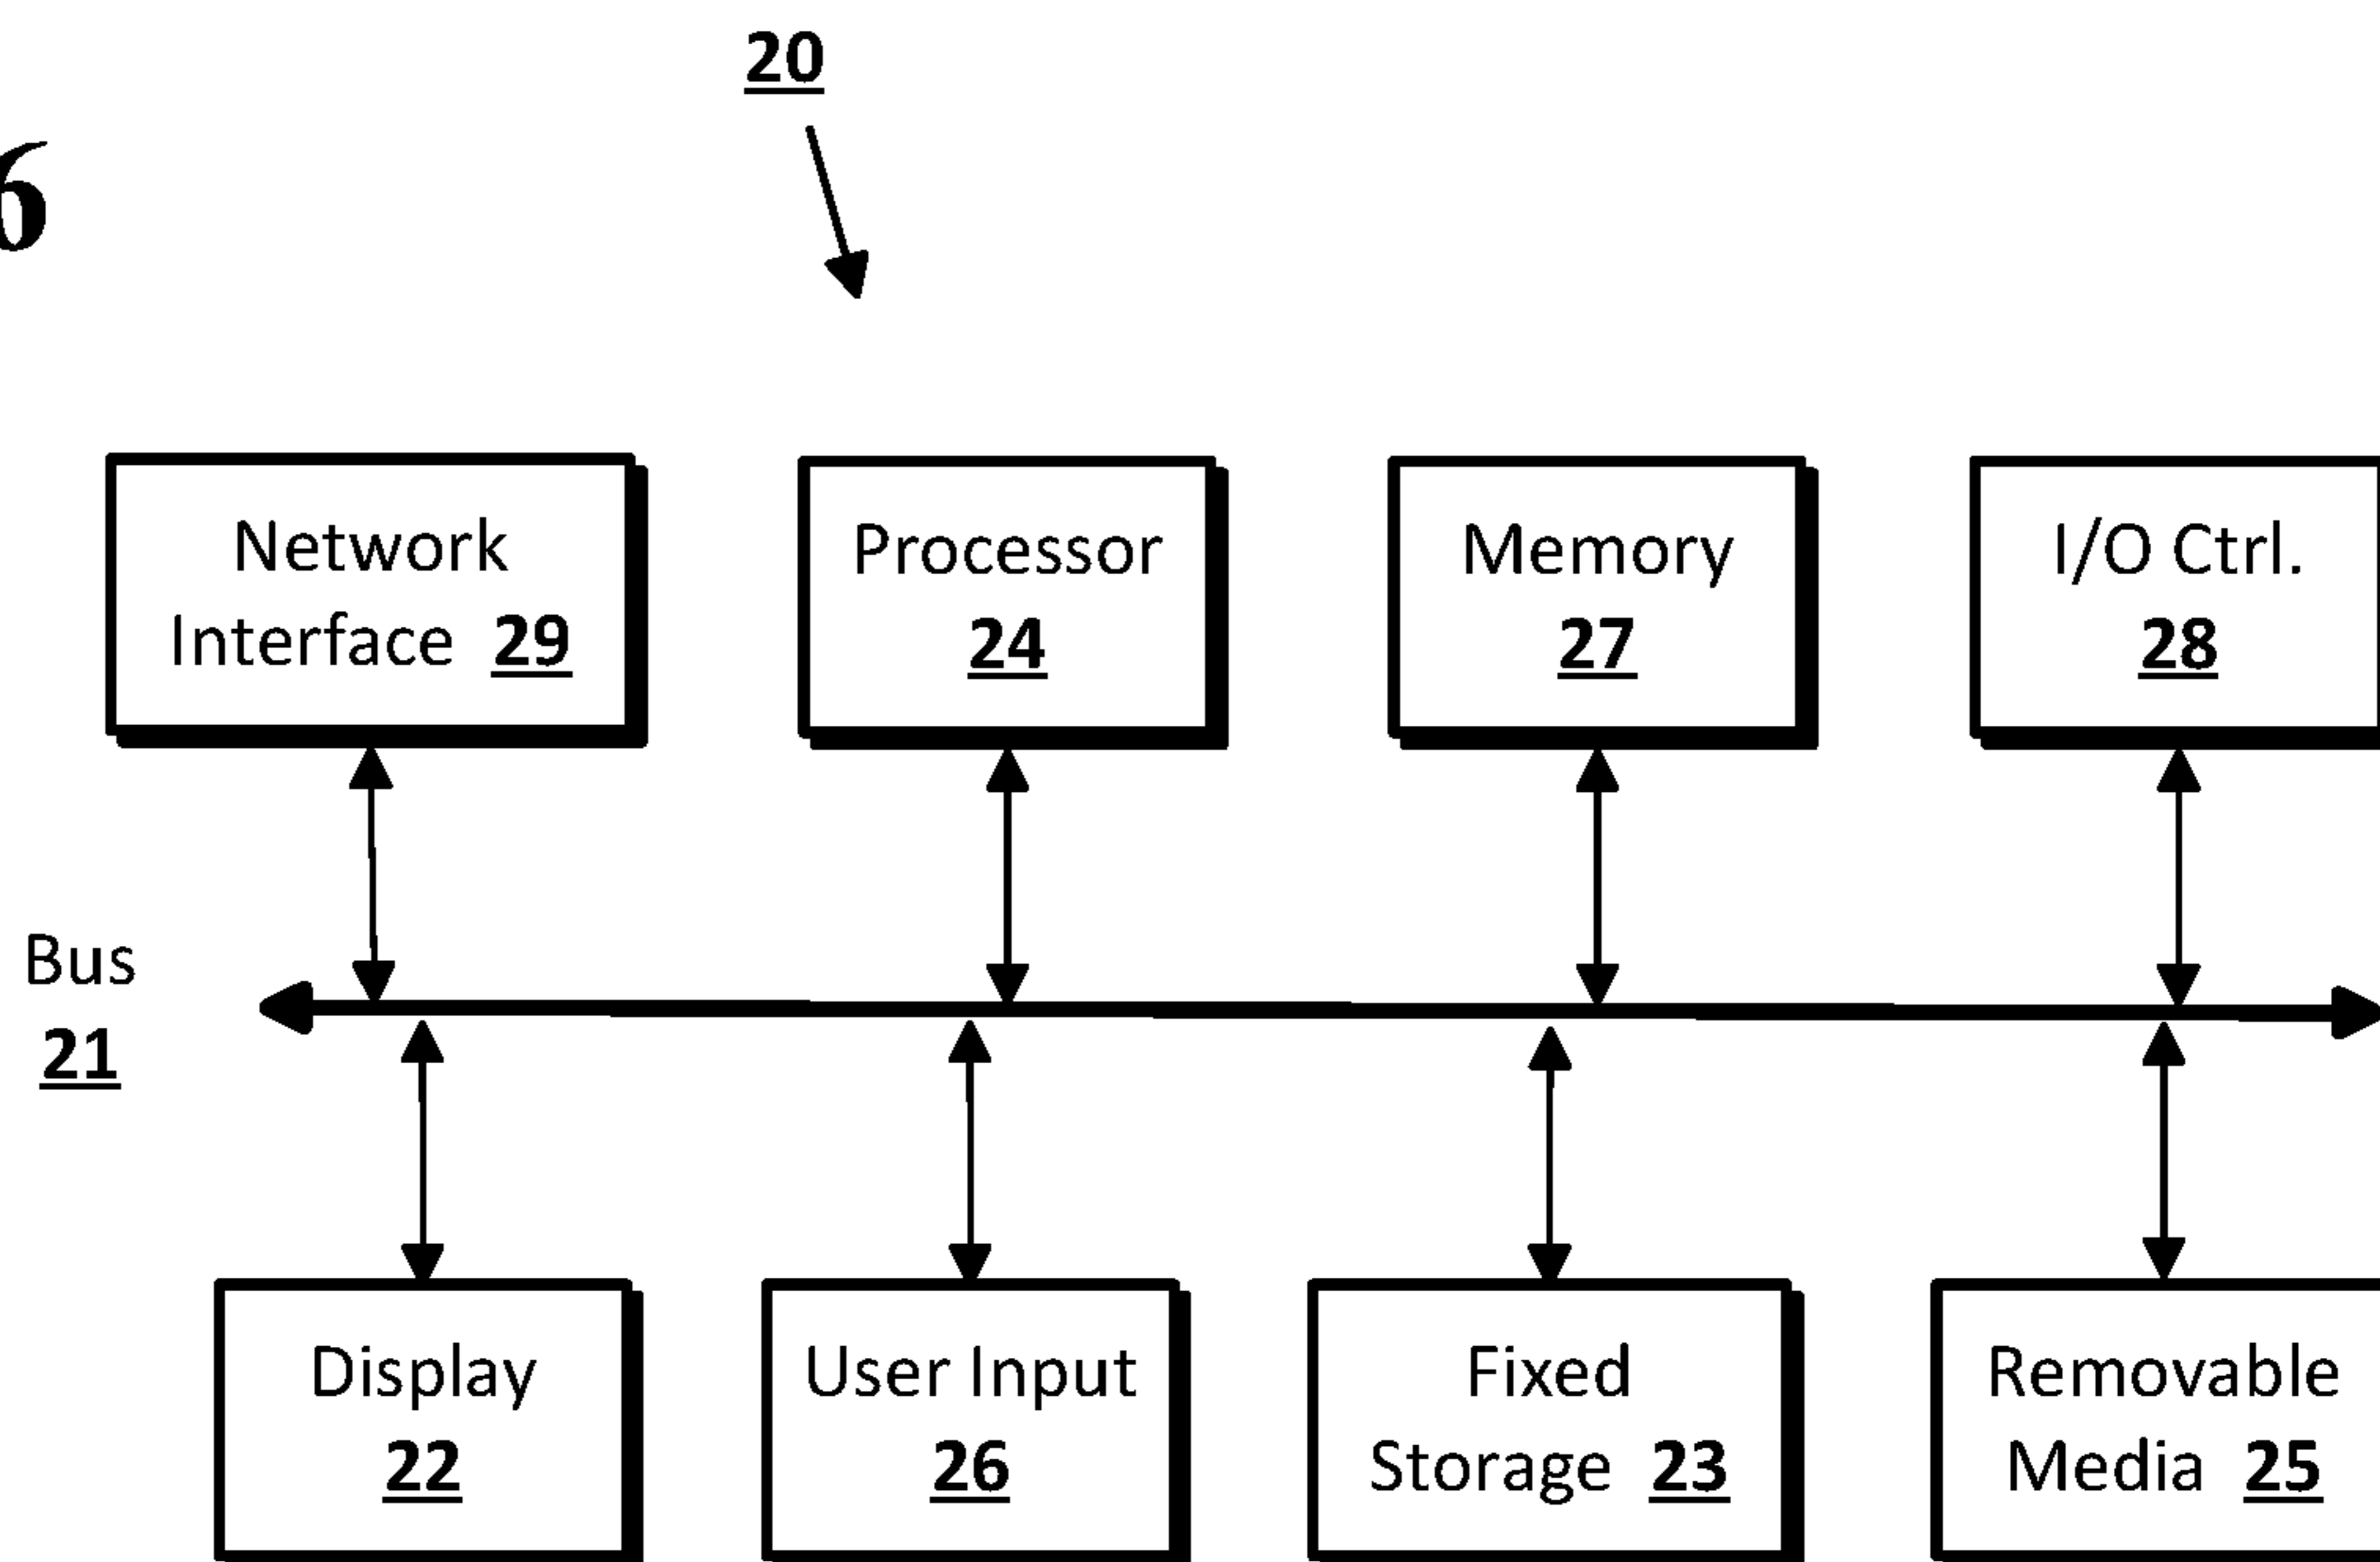 20
6
Network
Interface 29
Processor
24
Memory
27
I/O Ctrl.
28
Bus
21
Display
22
User Input
26
Fixed
Storage 23
Removable
Media 25